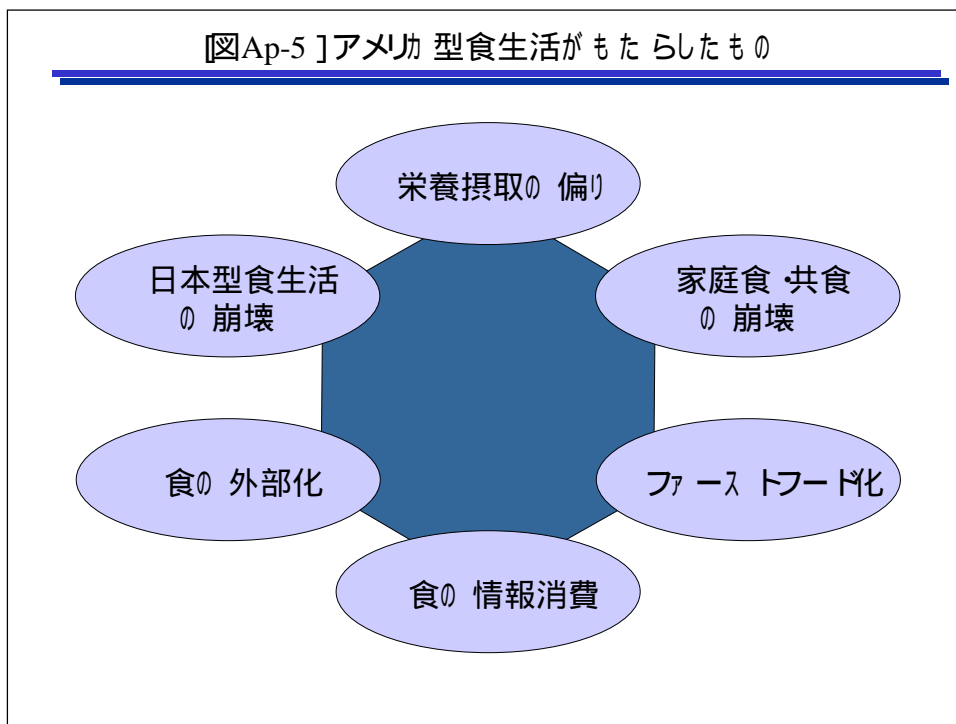 [図Ap-5 ]アメリカ型食生活がもたらしたもの
栄養摂取の偏り
日本型食生活
の崩壊
家庭食・共食
の崩壊
食の外部化
ファーストフード化
食の情報消費